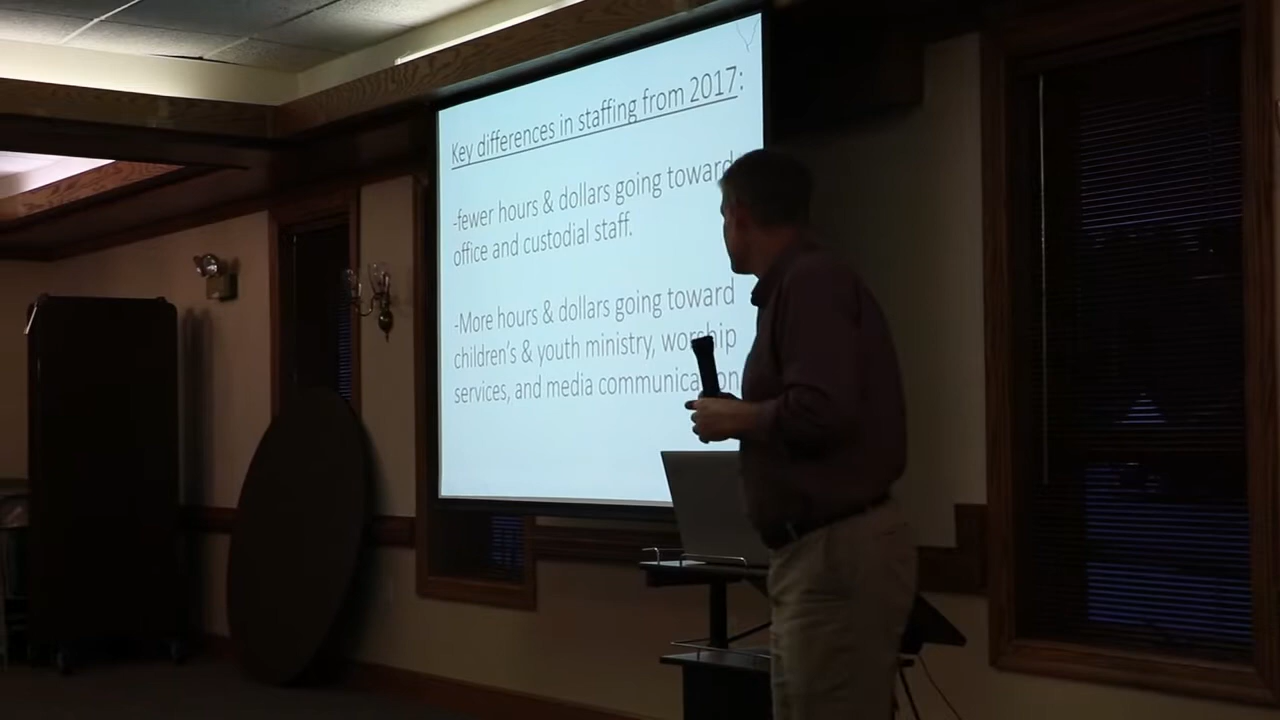 Key differences in staffing from 2017:
-fewer hours & dollars going toward
office and custodial staff.
-More hours & dollars going toward
children's & youth ministry, worship
services, and media communication